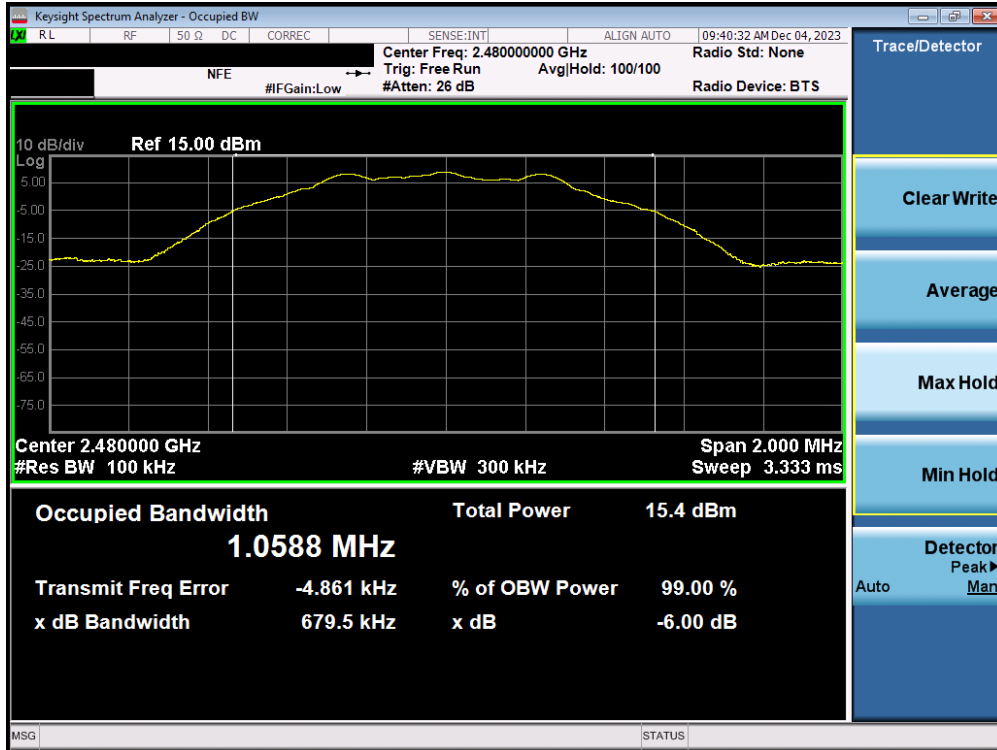 Keysight Spectrum Analyzer - Occupied BW
LXI RL RF 50 Ω DC CORREC SENSE:INT ALIGN AUTO 09:40:32 AM Dec 04, 2023
Center Freq: 2.480000000 GHz Radio Std: None
NFE Trig: Free Run Avg|Hold: 100/100
#IFGain:Low #Atten: 26 dB Radio Device: BTS
Trace/Detector
10 dB/div Ref 15.00 dBm
Log
5.00
-5.00
-15.0
-25.0
-35.0
-45.0
-55.0
-65.0
-75.0
Center 2.480000 GHz Span 2.000 MHz
#Res BW 100 kHz #VBW 300 kHz Sweep 3.333 ms
Occupied Bandwidth Total Power 15.4 dBm
1.0588 MHz
Transmit Freq Error -4.861 kHz % of OBW Power 99.00 %
x dB Bandwidth 679.5 kHz x dB -6.00 dB
Clear Write
Average
Max Hold
Min Hold
Detector
Peak▶
Auto Man
MSG STATUS